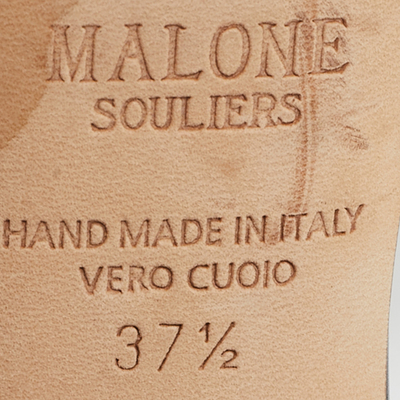 MALONE
SOULIERS
HAND MADE IN ITALY
VERO CUOIO
37½